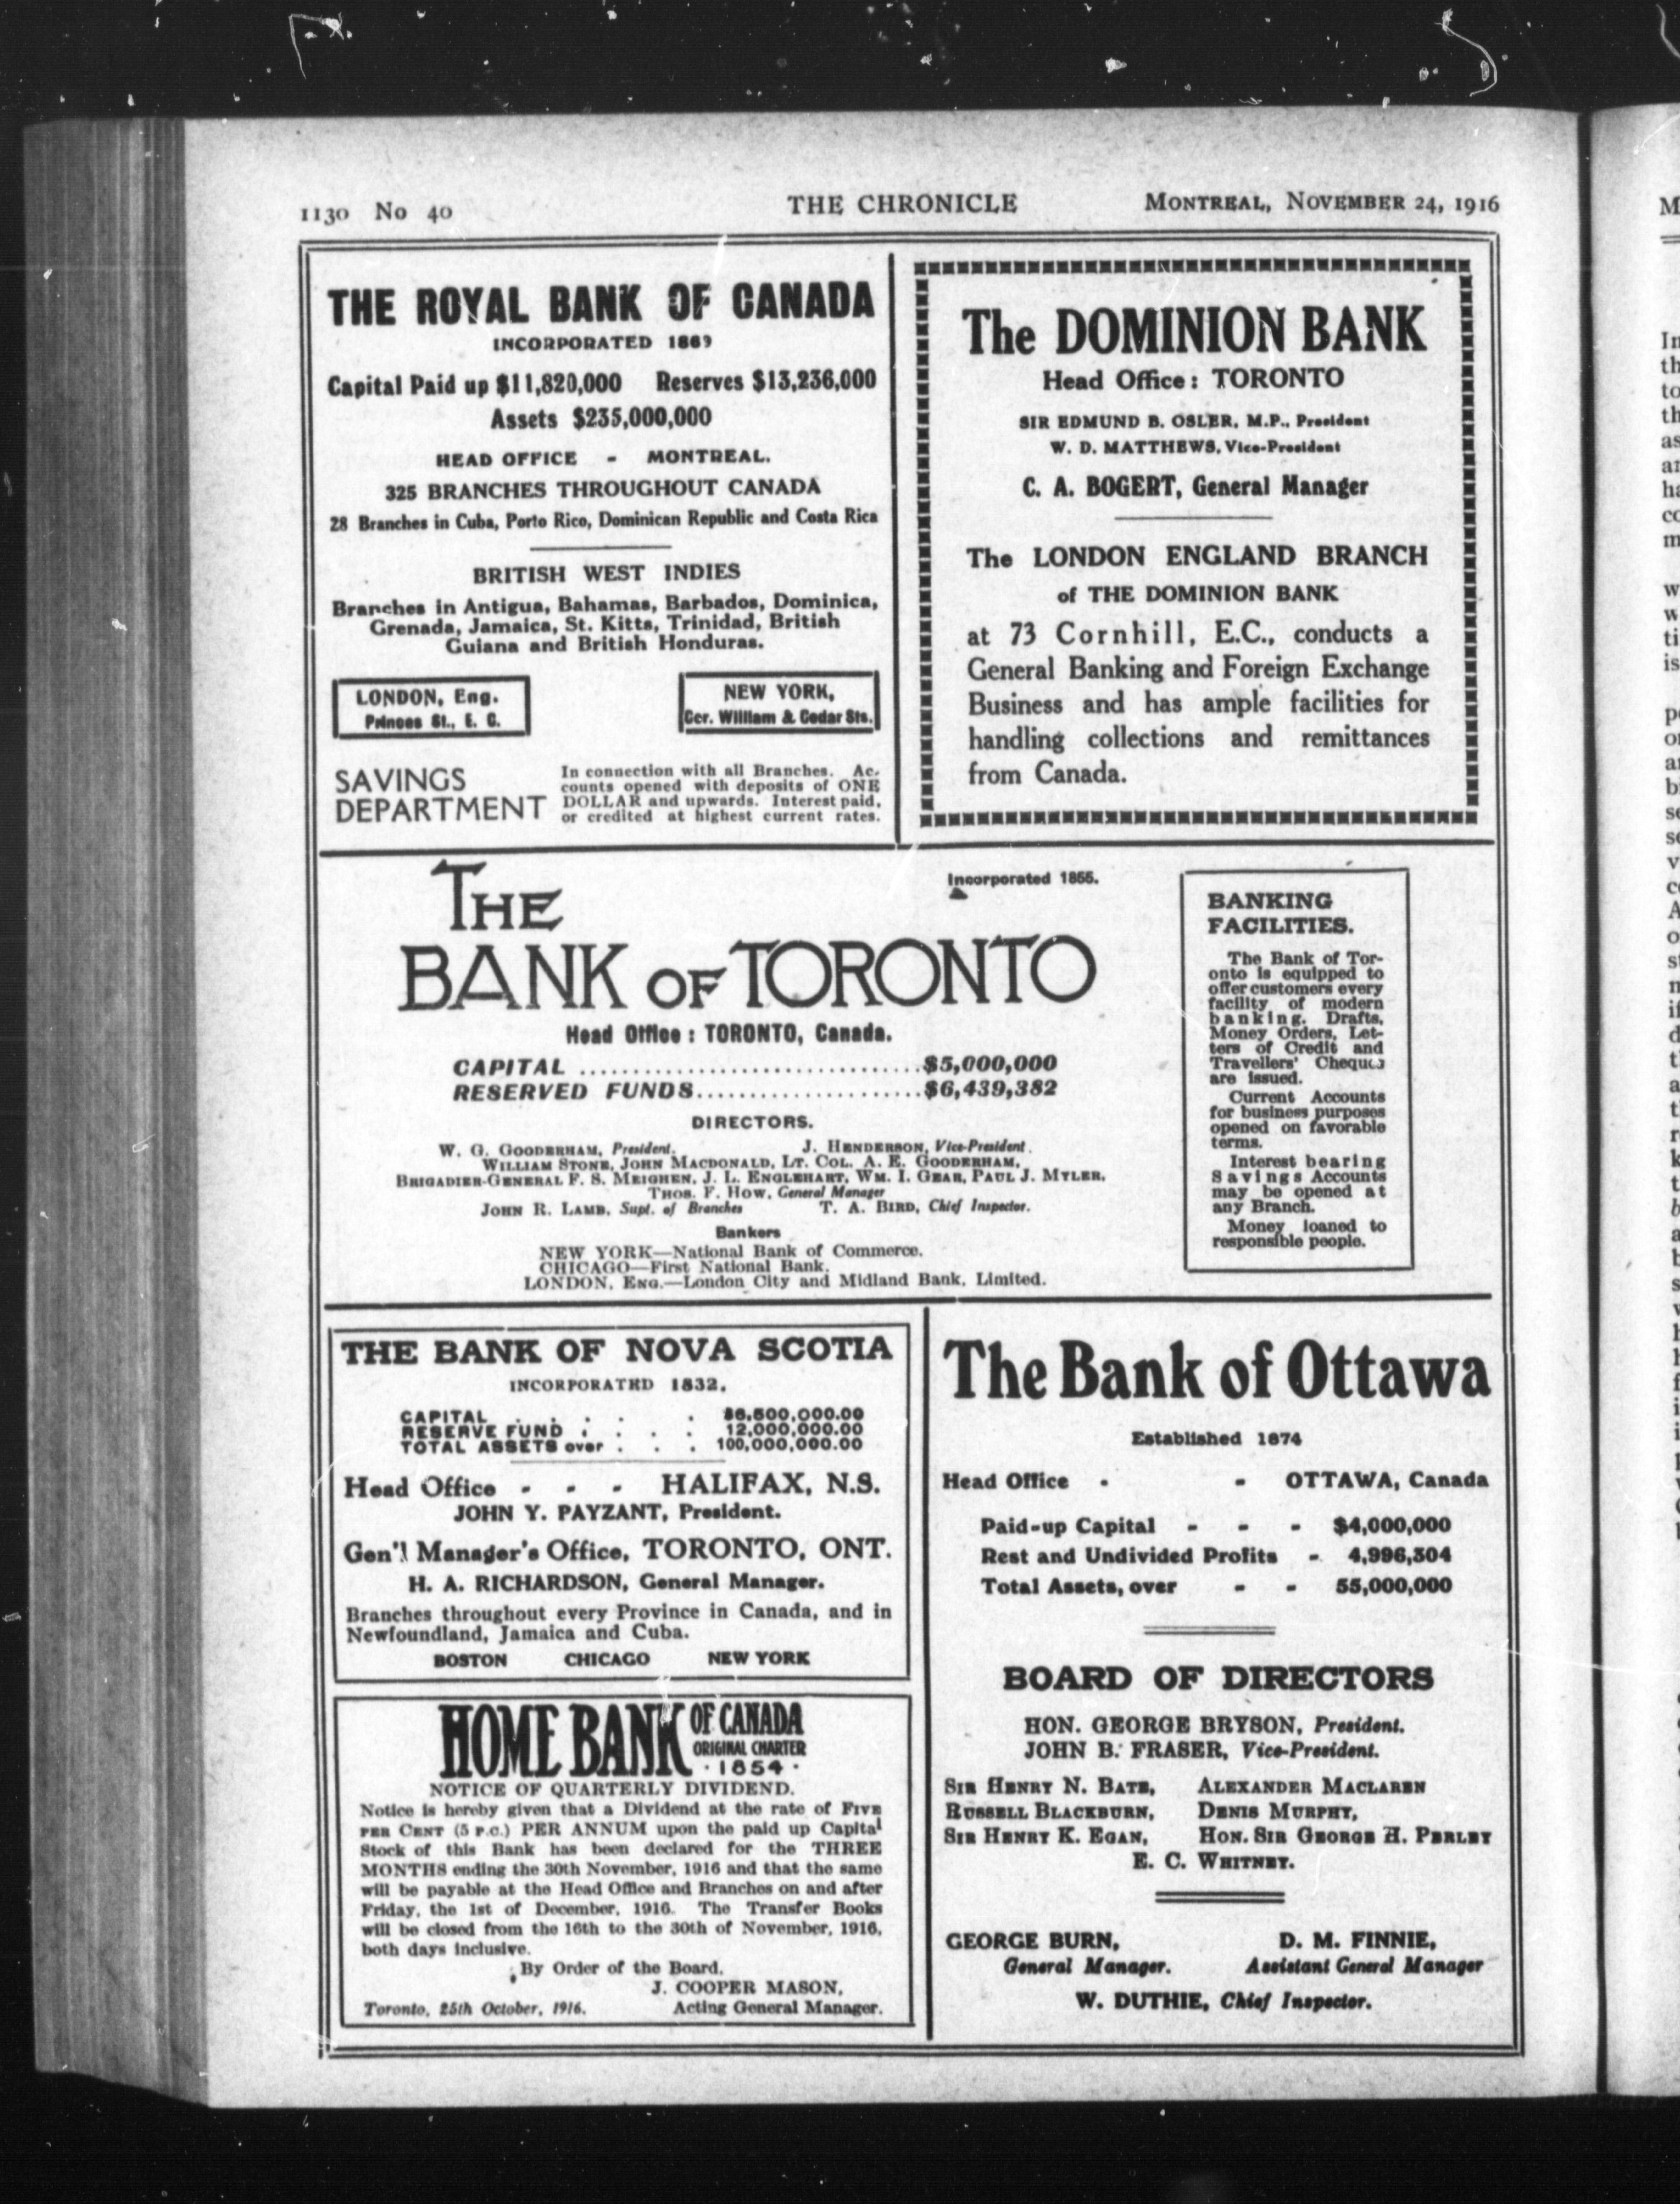 1130 No 40
THE CHRONICLE
MONTREAL, NOVEMBER 24, 1916
THE ROYAL BANK OF CANADA
INCORPORATED 1869
Capital Paid up $11,820,000 Reserves $13,236,000
Assets $235,000,000
HEAD OFFICE - MONTREAL.
325 BRANCHES THROUGHOUT CANADA
28 Branches in Cuba, Porto Rico, Dominican Republic and Costa Rica
BRITISH WEST INDIES
Branches in Antigua, Bahamas, Barbados, Dominica,
Grenada, Jamaica, St. Kitts, Trinidad, British
Guiana and British Honduras.
LONDON, Eng.
Princes St., E. C.
NEW YORK,
Cor. William & Cedar Sts.
SAVINGS
DEPARTMENT
In connection with all Branches. Ac-
counts opened with deposits of ONE
DOLLAR and upwards. Interest paid,
or credited at highest current rates.
The DOMINION BANK
Head Office: TORONTO
SIR EDMUND B. OSLER, M.P., President
W. D. MATTHEWS, Vice-President
C. A. BOGERT, General Manager
The LONDON ENGLAND BRANCH
of THE DOMINION BANK
at 73 Cornhill, E.C., conducts a
General Banking and Foreign Exchange
Business and has ample facilities for
handling collections and remittances
from Canada.
THE
BANK OF TORONTO
Incorporated 1855.
Head Office: TORONTO, Canada.
CAPITAL ................................$5,000,000
RESERVED FUNDS.....................$6,439,382
DIRECTORS.
W. G. GOODERHAM, President. J. HENDERSON, Vice-President.
WILLIAM STONE, JOHN MACDONALD, LT. COL. A. E. GOODERHAM,
BRIGADIER-GENERAL F. S. MEIGHEN, J. L. ENGLEHART, WM. I. GEAR, PAUL J. MYLER,
THOS. F. HOW, General Manager
JOHN R. LAMB, Supt. of Branches T. A. BIRD, Chief Inspector.
Bankers
NEW YORK—National Bank of Commerce.
CHICAGO—First National Bank.
LONDON, ENG.—London City and Midland Bank, Limited.
BANKING
FACILITIES.
The Bank of Tor-
onto is equipped to
offer customers every
facility of modern
banking. Drafts,
Money Orders, Let-
ters of Credit and
Travellers' Cheques
are issued.
Current Accounts
for business purposes
opened on favorable
terms.
Interest bearing
Savings Accounts
may be opened at
any Branch.
Money loaned to
responsible people.
THE BANK OF NOVA SCOTIA
INCORPORATED 1832.
CAPITAL . . . . . $6,500,000.00
RESERVE FUND . . . . 12,000,000.00
TOTAL ASSETS over . . . 100,000,000.00
Head Office - - - HALIFAX, N.S.
JOHN Y. PAYZANT, President.
Gen'l Manager's Office, TORONTO, ONT.
H. A. RICHARDSON, General Manager.
Branches throughout every Province in Canada, and in
Newfoundland, Jamaica and Cuba.
BOSTON CHICAGO NEW YORK
HOME BANK OF CANADA
ORIGINAL CHARTER
· 1854 ·
NOTICE OF QUARTERLY DIVIDEND.
Notice is hereby given that a Dividend at the rate of FIVE
PER CENT (5 P.C.) PER ANNUM upon the paid up Capital
Stock of this Bank has been declared for the THREE
MONTHS ending the 30th November, 1916 and that the same
will be payable at the Head Office and Branches on and after
Friday, the 1st of December, 1916. The Transfer Books
will be closed from the 16th to the 30th of November, 1916,
both days inclusive.
By Order of the Board,
J. COOPER MASON,
Toronto, 25th October, 1916. Acting General Manager.
The Bank of Ottawa
Established 1874
Head Office - - OTTAWA, Canada
Paid-up Capital - - - $4,000,000
Rest and Undivided Profits - 4,996,304
Total Assets, over - - 55,000,000
BOARD OF DIRECTORS
HON. GEORGE BRYSON, President.
JOHN B. FRASER, Vice-President.
SIR HENRY N. BATE, ALEXANDER MACLAREN
RUSSELL BLACKBURN, DENIS MURPHY,
SIR HENRY K. EGAN, HON. SIR GEORGE H. PERLEY
E. C. WHITNEY.
GEORGE BURN, D. M. FINNIE,
General Manager. Assistant General Manager
W. DUTHIE, Chief Inspector.